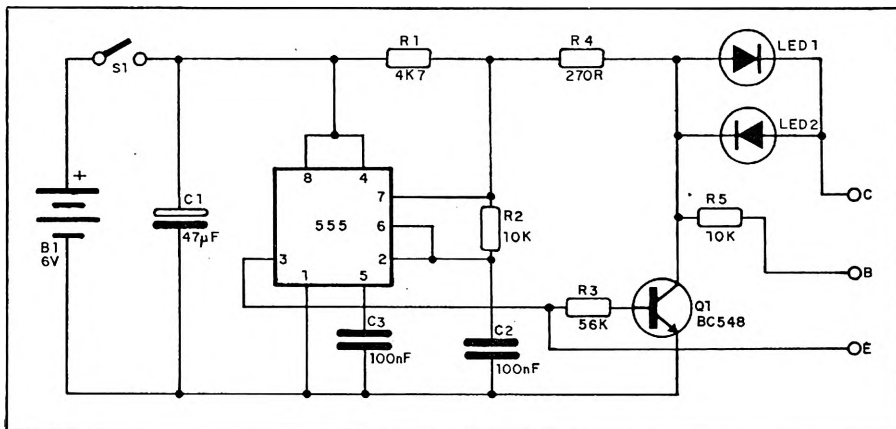 S1
+
B1
6V
C1
47µF
R1
4K7
R4
270R
LED1
LED2
8
4
7
555
6
3
2
1
5
R2
10K
C3
100nF
C2
100nF
R3
56K
Q1
BC548
R5
10K
C
B
E